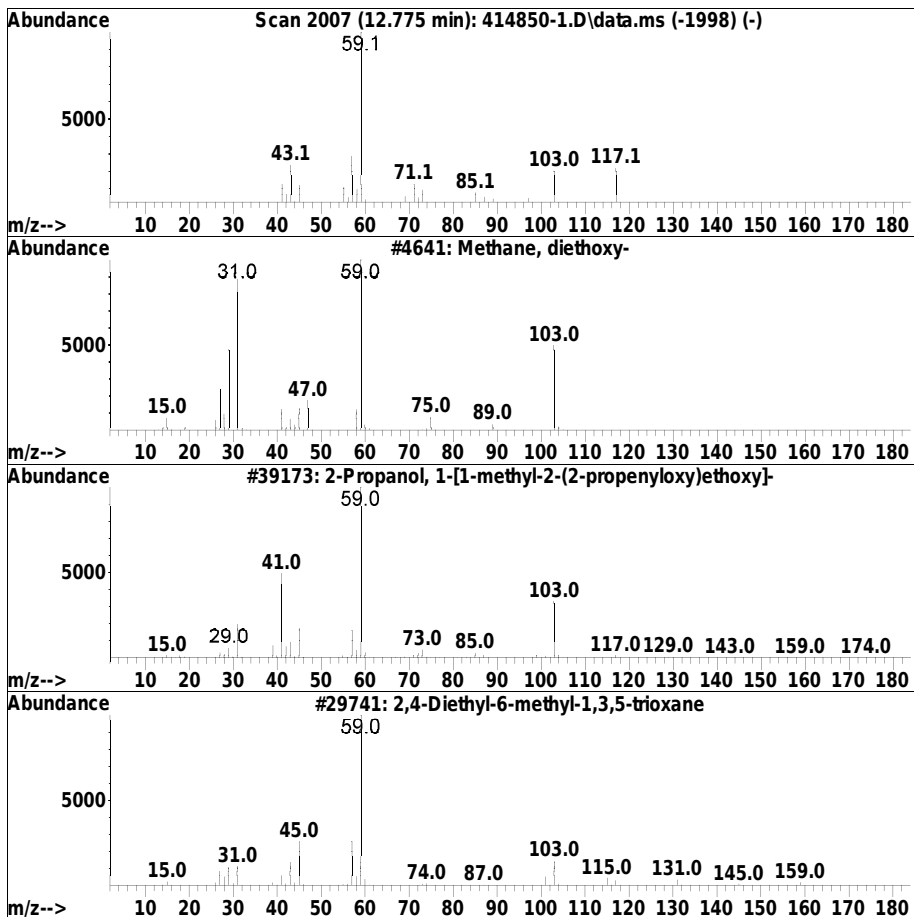 Abundance Scan 2007 (12.775 min): 414850-1.D\data.ms (-1998) (-)
59.1
5000
43.1 71.1 85.1 103.0 117.1
m/z--> 10 20 30 40 50 60 70 80 90 100 110 120 130 140 150 160 170 180
Abundance #4641: Methane, diethoxy-
31.0 59.0
5000 103.0
15.0 47.0 75.0 89.0
m/z--> 10 20 30 40 50 60 70 80 90 100 110 120 130 140 150 160 170 180
Abundance #39173: 2-Propanol, 1-[1-methyl-2-(2-propenyloxy)ethoxy]-
59.0
5000 41.0
103.0
15.0 29.0 73.0 85.0 117.0 129.0 143.0 159.0 174.0
m/z--> 10 20 30 40 50 60 70 80 90 100 110 120 130 140 150 160 170 180
Abundance #29741: 2,4-Diethyl-6-methyl-1,3,5-trioxane
59.0
5000
45.0
15.0 31.0 74.0 87.0 103.0 115.0 131.0 145.0 159.0
m/z--> 10 20 30 40 50 60 70 80 90 100 110 120 130 140 150 160 170 180